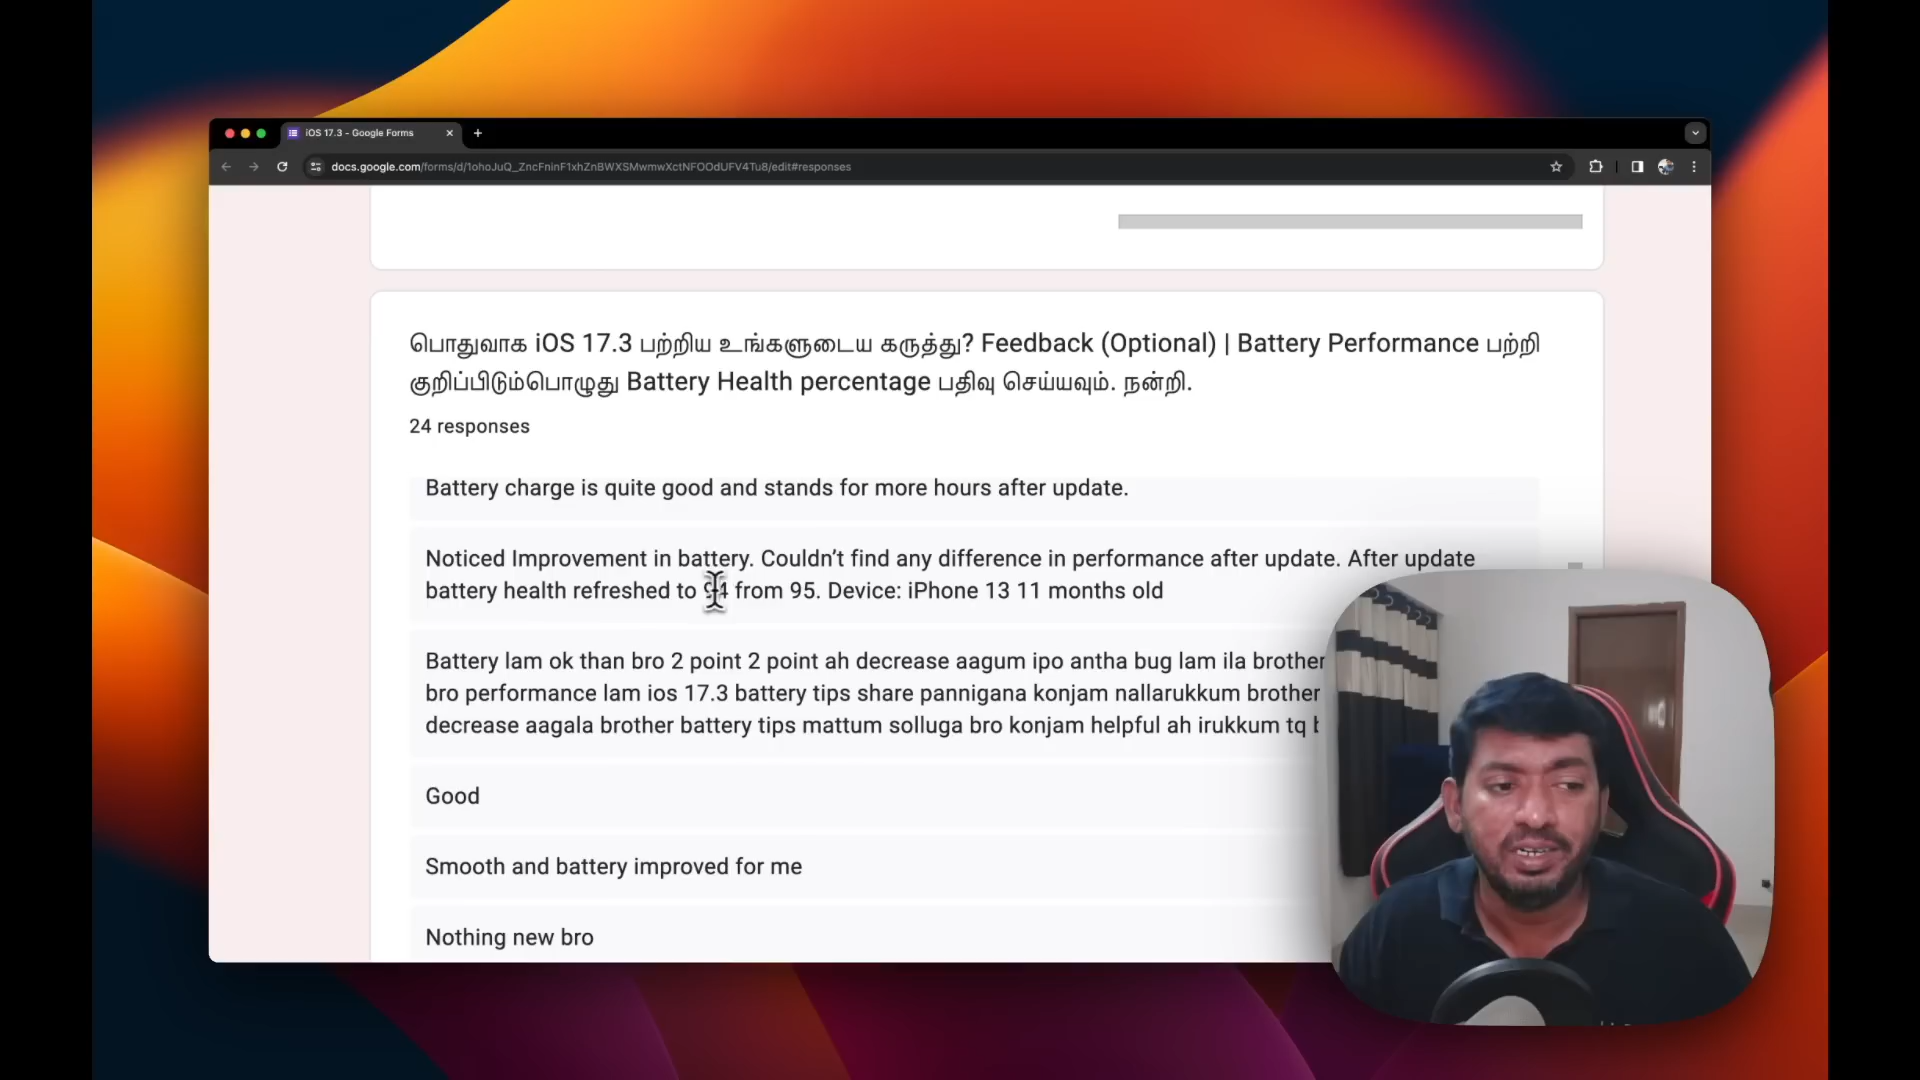 iOS 17.3 - Google Forms
docs.google.com/forms/d/1ohoJuQ_ZncFninF1xhZnBWXSMwmwXctNFOOdUFV4Tu8/edit#responses
பொதுவாக iOS 17.3 பற்றிய உங்களுடைய கருத்து? Feedback (Optional) | Battery Performance பற்றி
குறிப்பிடும்பொழுது Battery Health percentage பதிவு செய்யவும். நன்றி.
24 responses
Battery charge is quite good and stands for more hours after update.
Noticed Improvement in battery. Couldn’t find any difference in performance after update. After update
battery health refreshed to 94 from 95. Device: iPhone 13 11 months old
Battery lam ok than bro 2 point 2 point ah decrease aagum ipo antha bug lam ila brother
bro performance lam ios 17.3 battery tips share pannigana konjam nallarukkum brother
decrease aagala brother battery tips mattum solluga bro konjam helpful ah irukkum tq
Good
Smooth and battery improved for me
Nothing new bro